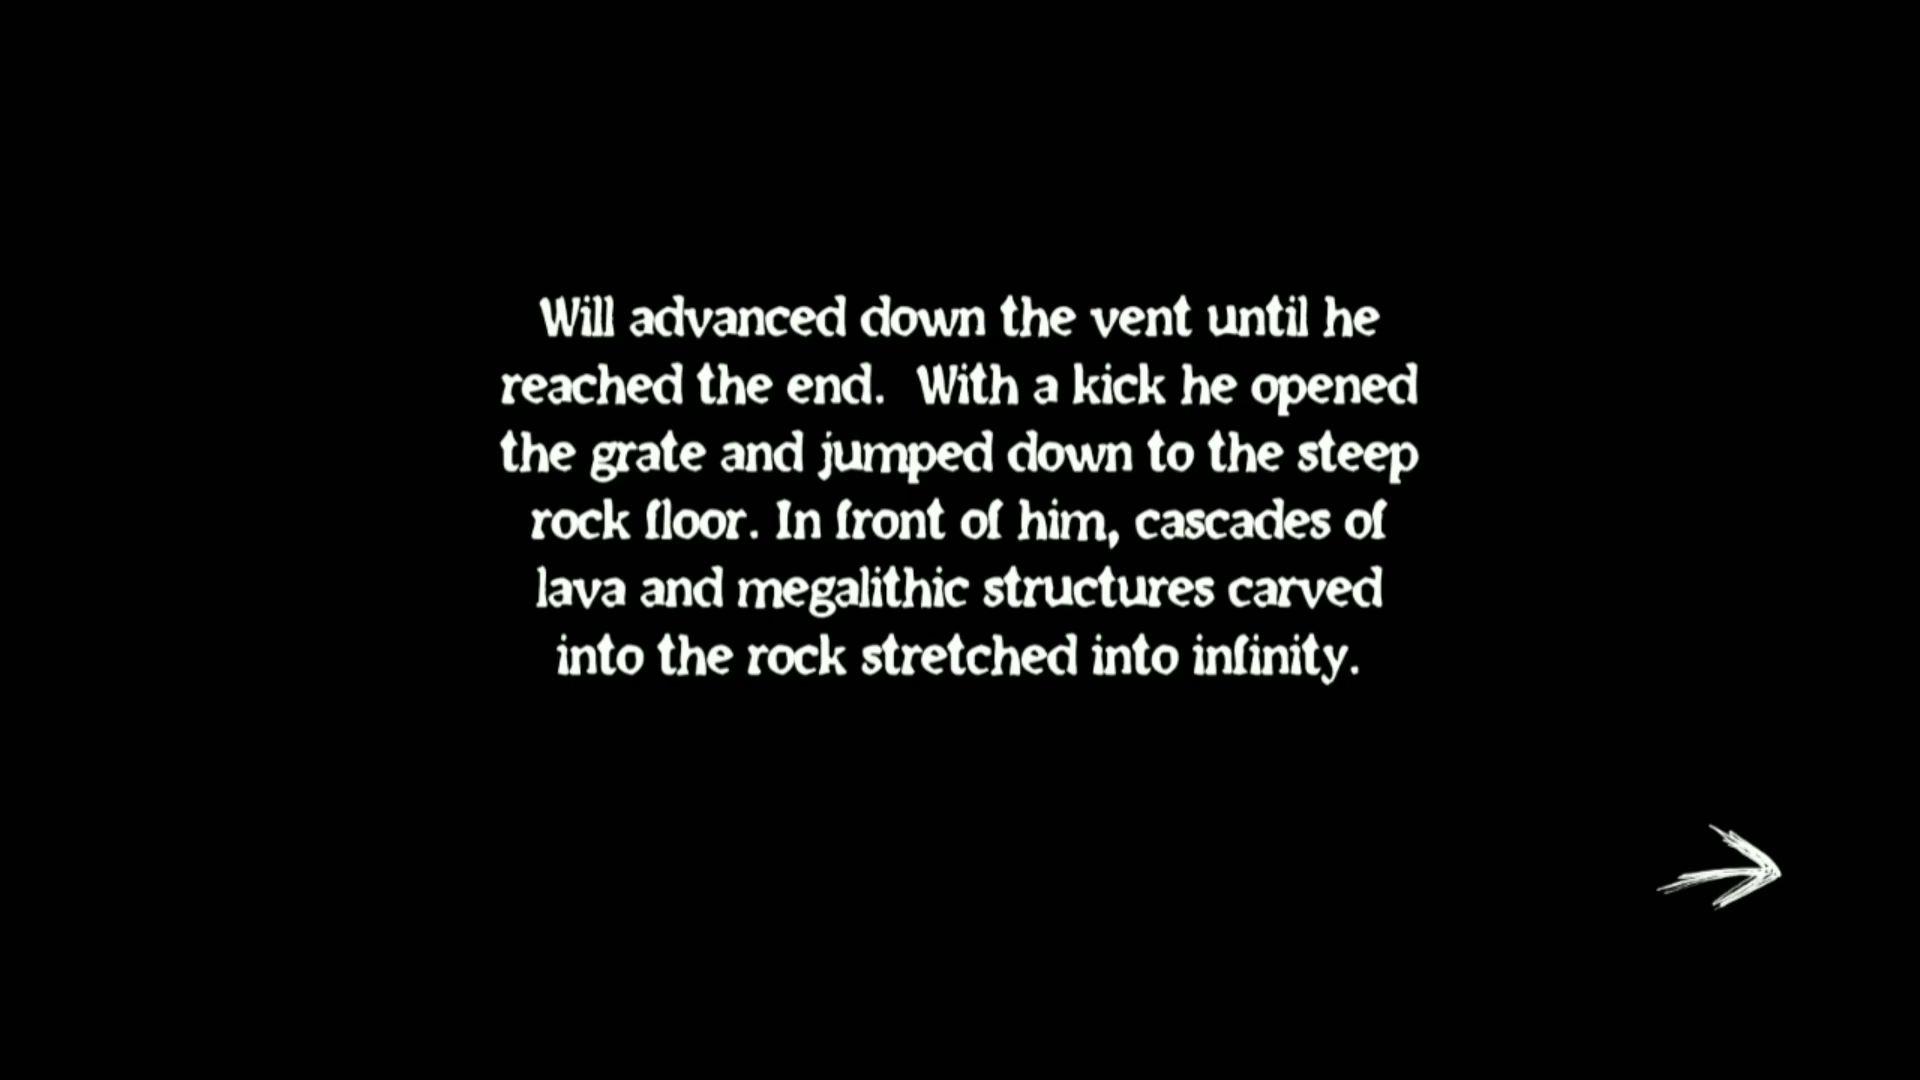 Will advanced down the vent until he
reached the end.  With a kick he opened
the grate and jumped down to the steep
rock floor. In front of him, cascades of
lava and megalithic structures carved
into the rock stretched into infinity.